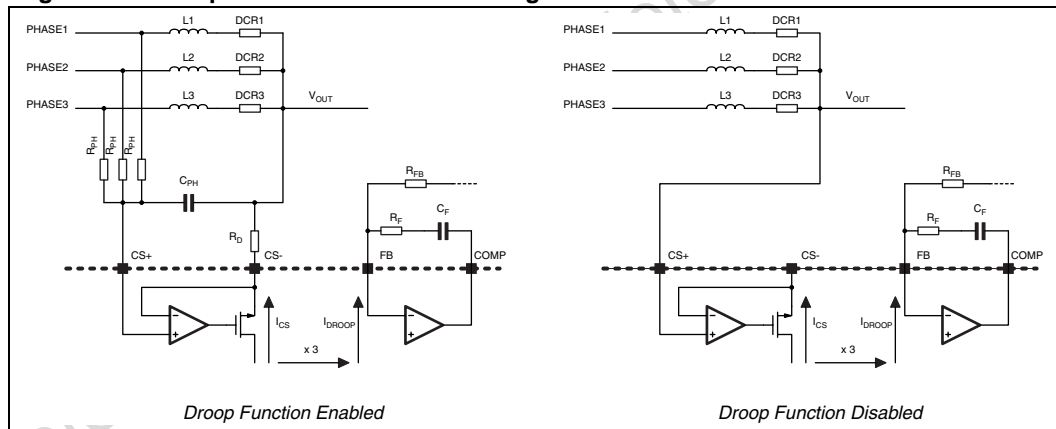 PHASE1
L1
DCR1
PHASE2
L2
DCR2
PHASE3
L3
DCR3
VOUT
RPH
RPH
RPH
CPH
RD
RFB
RF
CF
CS+
CS-
FB
COMP
ICS
IDROOP
x 3
Droop Function Enabled
PHASE1
L1
DCR1
PHASE2
L2
DCR2
PHASE3
L3
DCR3
VOUT
RFB
RF
CF
CS+
CS-
FB
COMP
ICS
IDROOP
x 3
Droop Function Disabled